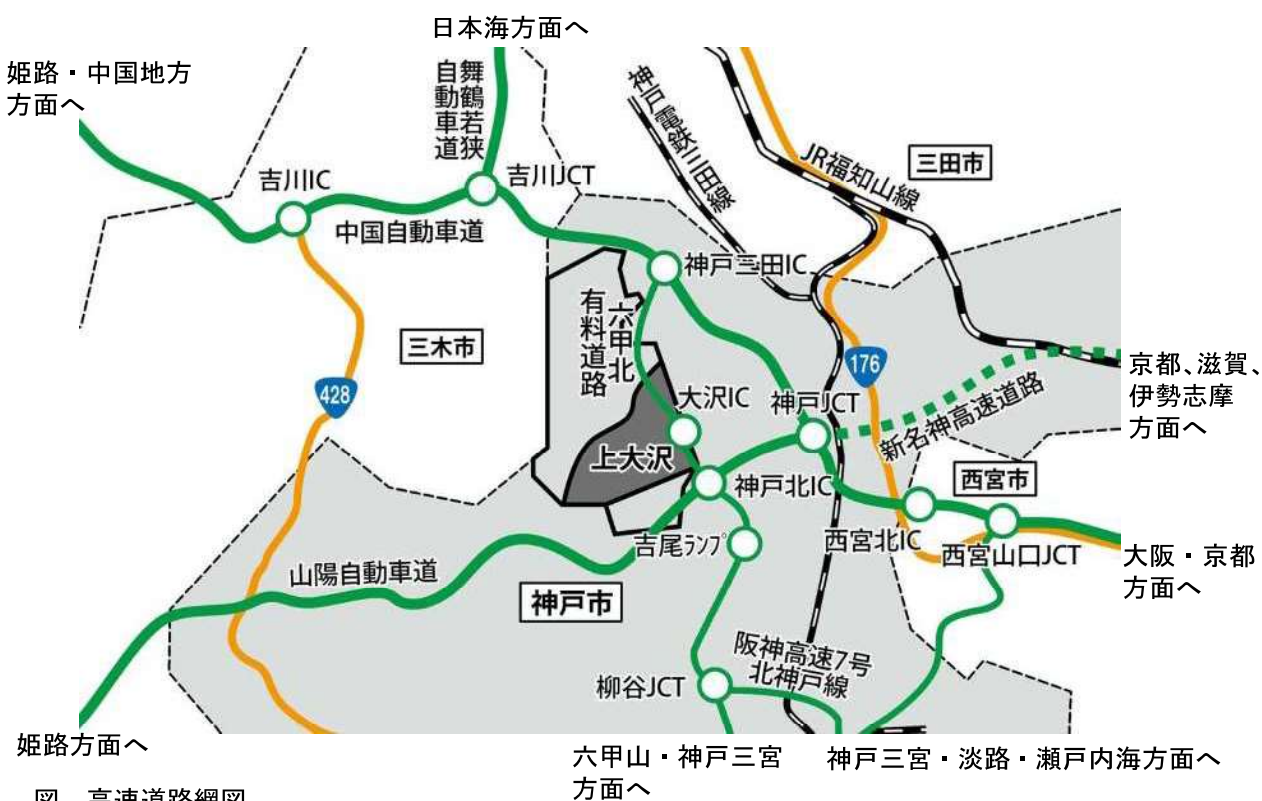 日本海方面へ
姫路・中国地方
方面へ
舞鶴若狭
自動車道
神戸電鉄三田線
JR福知山線
三田市
吉川IC
吉川JCT
中国自動車道
神戸三田IC
六甲北
有料道路
三木市
428
176
京都、滋賀、
伊勢志摩
方面へ
大沢IC
神戸JCT
新名神高速道路
上大沢
神戸北IC
西宮市
吉尾ランプ
西宮北IC
西宮山口JCT
大阪・京都
方面へ
山陽自動車道
神戸市
阪神高速7号
北神戸線
柳谷JCT
姫路方面へ
六甲山・神戸三宮
方面へ
神戸三宮・淡路・瀬戸内海方面へ
図 高速道路網図